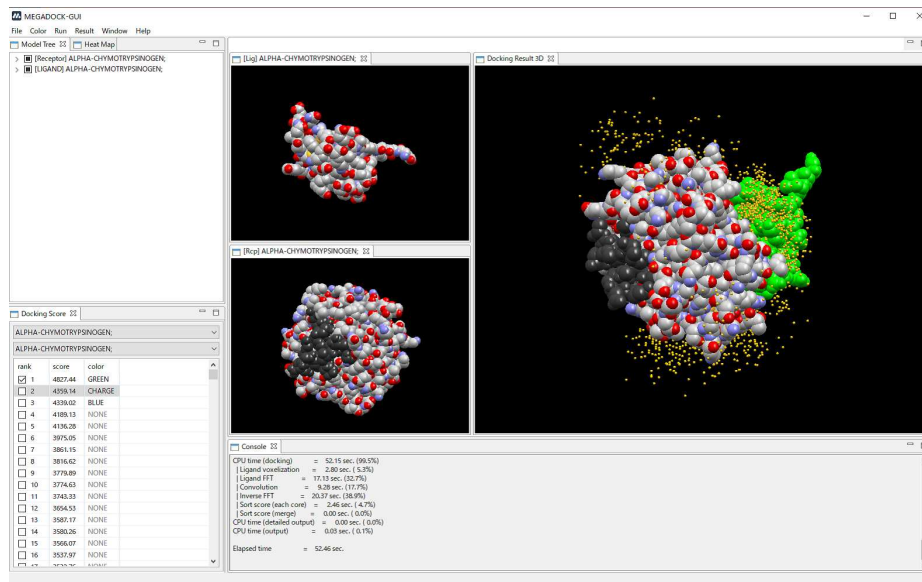 MEGADOCK-GUI
File Color Run Result Window Help
Model Tree Heat Map
[Receptor] ALPHA-CHYMOTRYPSINOGEN;
[LIGAND] ALPHA-CHYMOTRYPSINOGEN;
[Lig] ALPHA-CHYMOTRYPSINOGEN;
Docking Result 3D
[Rcp] ALPHA-CHYMOTRYPSINOGEN;
Docking Score
ALPHA-CHYMOTRYPSINOGEN;
ALPHA-CHYMOTRYPSINOGEN;
rank score color
1 4827.44 GREEN
2 4359.14 CHARGE
3 4339.02 BLUE
4 4189.13 NONE
5 4136.28 NONE
6 3975.05 NONE
7 3861.15 NONE
8 3816.62 NONE
9 3779.89 NONE
10 3774.63 NONE
11 3743.33 NONE
12 3654.53 NONE
13 3587.17 NONE
14 3580.26 NONE
15 3566.07 NONE
16 3537.97 NONE
Console
CPU time (docking) = 52.15 sec. (99.5%)
| Ligand voxelization = 2.80 sec. ( 5.3%)
| Ligand FFT = 17.13 sec. (32.7%)
| Convolution = 9.28 sec. (17.7%)
| Inverse FFT = 20.37 sec. (38.9%)
| Sort score (each core) = 2.46 sec. ( 4.7%)
| Sort score (merge) = 0.00 sec. ( 0.0%)
CPU time (detailed output) = 0.00 sec. ( 0.0%)
CPU time (output) = 0.03 sec. ( 0.1%)
Elapsed time = 52.46 sec.